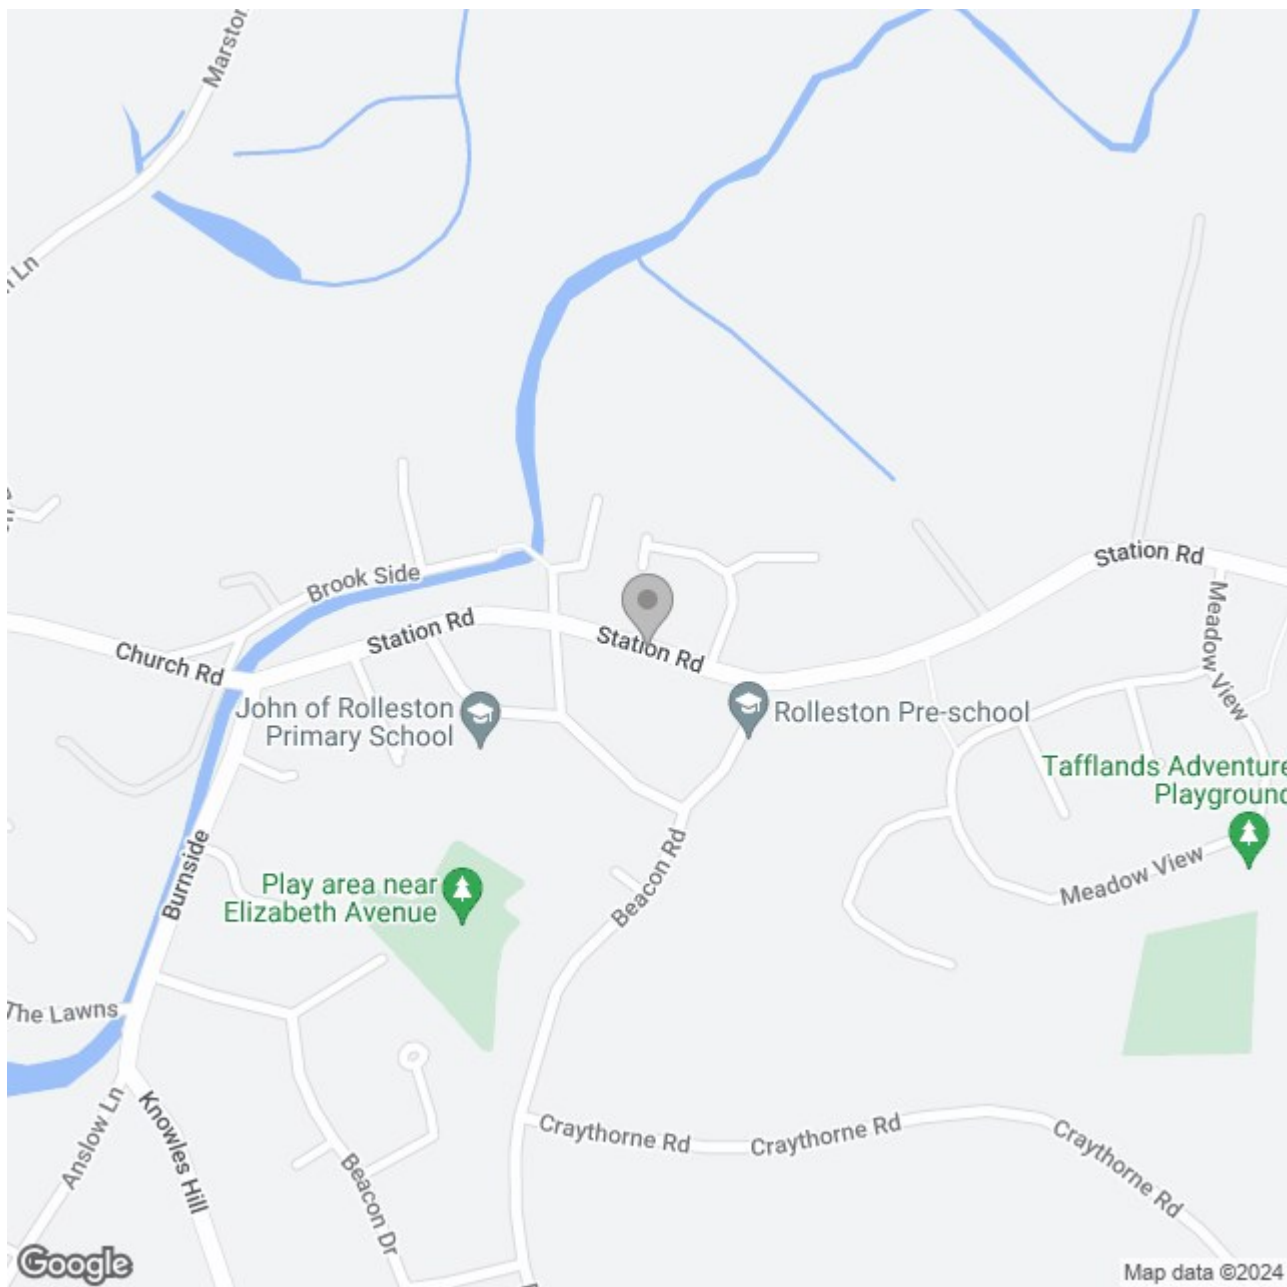 Marston
n Ln
Brook Side
Station Rd
Church Rd
Station Rd
Station Rd
Meadow View
John of Rolleston
Primary School
Rolleston Pre-school
Tafflands Adventure
Playground
Burnside
Play area near
Elizabeth Avenue
Beacon Rd
Meadow View
The Lawns
Anslow Ln
Knowles Hill
Beacon Dr
Craythorne Rd
Craythorne Rd
Craythorne Rd
Google
Map data ©2024